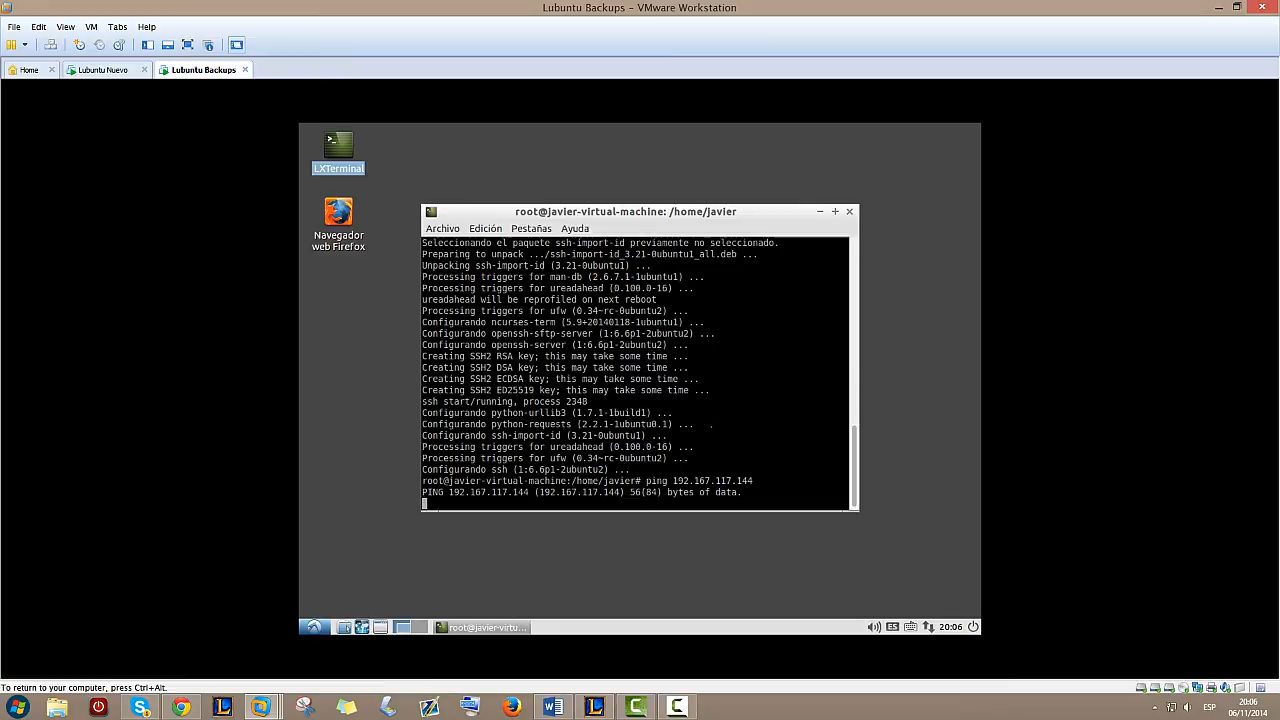 Lubuntu Backups – VMware Workstation
File Edit View VM Tabs Help
Home Lubuntu Nuevo Lubuntu Backups
LXTerminal
Navegador
web Firefox
root@javier-virtual-machine: /home/javier
Archivo Edición Pestañas Ayuda
Seleccionando el paquete ssh-import-id previamente no seleccionado.
Preparing to unpack .../ssh-import-id_3.21-0ubuntu1_all.deb ...
Unpacking ssh-import-id (3.21-0ubuntu1) ...
Processing triggers for man-db (2.6.7.1-1ubuntu1) ...
Processing triggers for ureadahead (0.100.0-16) ...
ureadahead will be reprofiled on next reboot
Processing triggers for ufw (0.34~rc-0ubuntu2) ...
Configurando ncurses-term (5.9+20140118-1ubuntu1) ...
Configurando openssh-sftp-server (1:6.6p1-2ubuntu2) ...
Configurando openssh-server (1:6.6p1-2ubuntu2) ...
Creating SSH2 RSA key; this may take some time ...
Creating SSH2 DSA key; this may take some time ...
Creating SSH2 ECDSA key; this may take some time ...
Creating SSH2 ED25519 key; this may take some time ...
ssh start/running, process 2348
Configurando python-urllib3 (1.7.1-1build1) ...
Configurando python-requests (2.2.1-1ubuntu0.1) ...
Configurando ssh-import-id (3.21-0ubuntu1) ...
Processing triggers for ureadahead (0.100.0-16) ...
Processing triggers for ufw (0.34~rc-0ubuntu2) ...
Configurando ssh (1:6.6p1-2ubuntu2) ...
root@javier-virtual-machine:/home/javier# ping 192.167.117.144
PING 192.167.117.144 (192.167.117.144) 56(84) bytes of data.
root@javier-virtu... ES 20:06
To return to your computer, press Ctrl+Alt.
ESP 20:06
06/11/2014